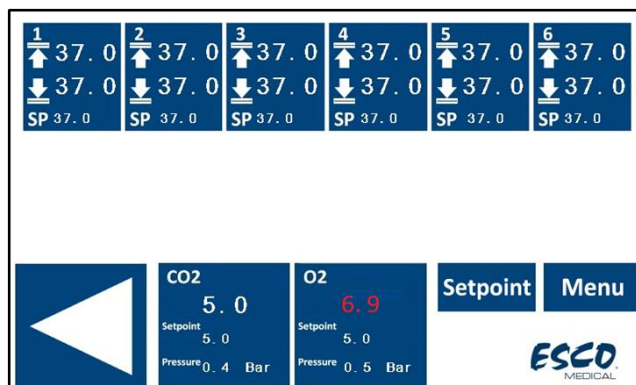 1 2 3 4 5 6
37.0 37.0 37.0 37.0 37.0 37.0
37.0 37.0 37.0 37.0 37.0 37.0
SP 37.0 SP 37.0 SP 37.0 SP 37.0 SP 37.0 SP 37.0
CO2
5.0
Setpoint
5.0
Pressure 0.4 Bar
O2
6.9
Setpoint
5.0
Pressure 0.5 Bar
Setpoint
Menu
ESCO
MEDICAL